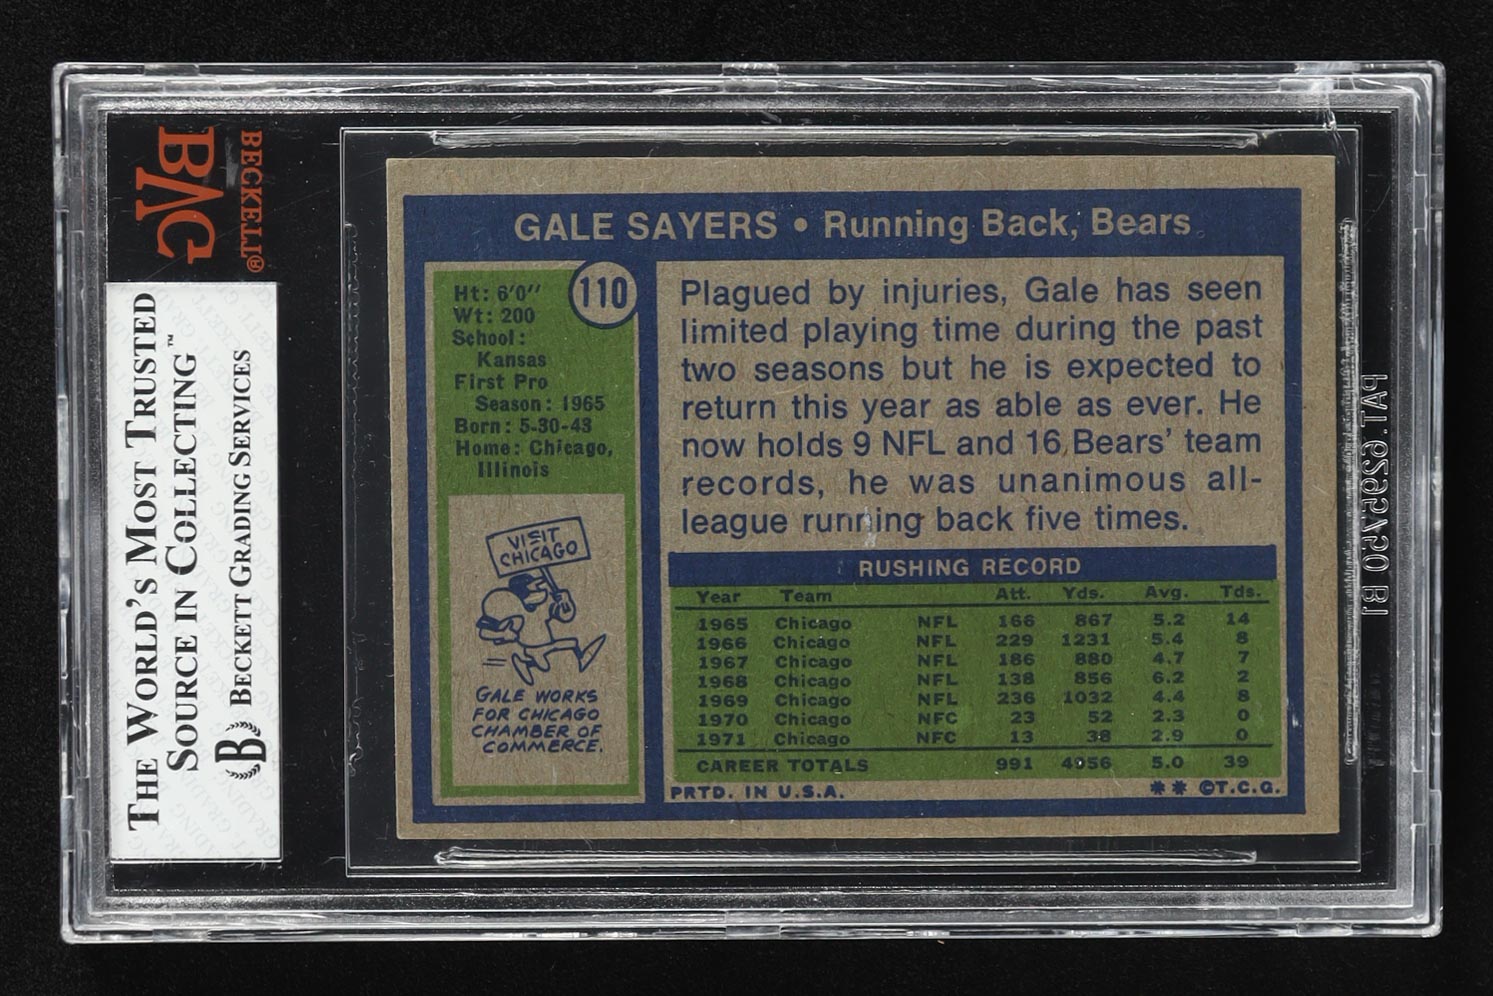 BECKETT®
BVG
THE WORLD'S MOST TRUSTED
SOURCE IN COLLECTING™
B BECKETT GRADING SERVICES
GALE SAYERS • Running Back, Bears
110
Ht: 6'0''
Wt: 200
School:
Kansas
First Pro
Season: 1965
Born: 5-30-43
Home: Chicago,
Illinois
VISIT
CHICAGO
GALE WORKS
FOR CHICAGO
CHAMBER OF
COMMERCE.
Plagued by injuries, Gale has seen
limited playing time during the past
two seasons but he is expected to
return this year as able as ever. He
now holds 9 NFL and 16 Bears' team
records, he was unanimous all-
league running back five times.
RUSHING RECORD
Year Team Att. Yds. Avg. Tds.
1965 Chicago NFL 166 867 5.2 14
1966 Chicago NFL 229 1231 5.4 8
1967 Chicago NFL 186 880 4.7 7
1968 Chicago NFL 138 856 6.2 2
1969 Chicago NFL 236 1032 4.4 8
1970 Chicago NFC 23 52 2.3 0
1971 Chicago NFC 13 38 2.9 0
CAREER TOTALS 991 4956 5.0 39
PRTD. IN U.S.A.
** ©T.C.G.
PAT 6295750 B1